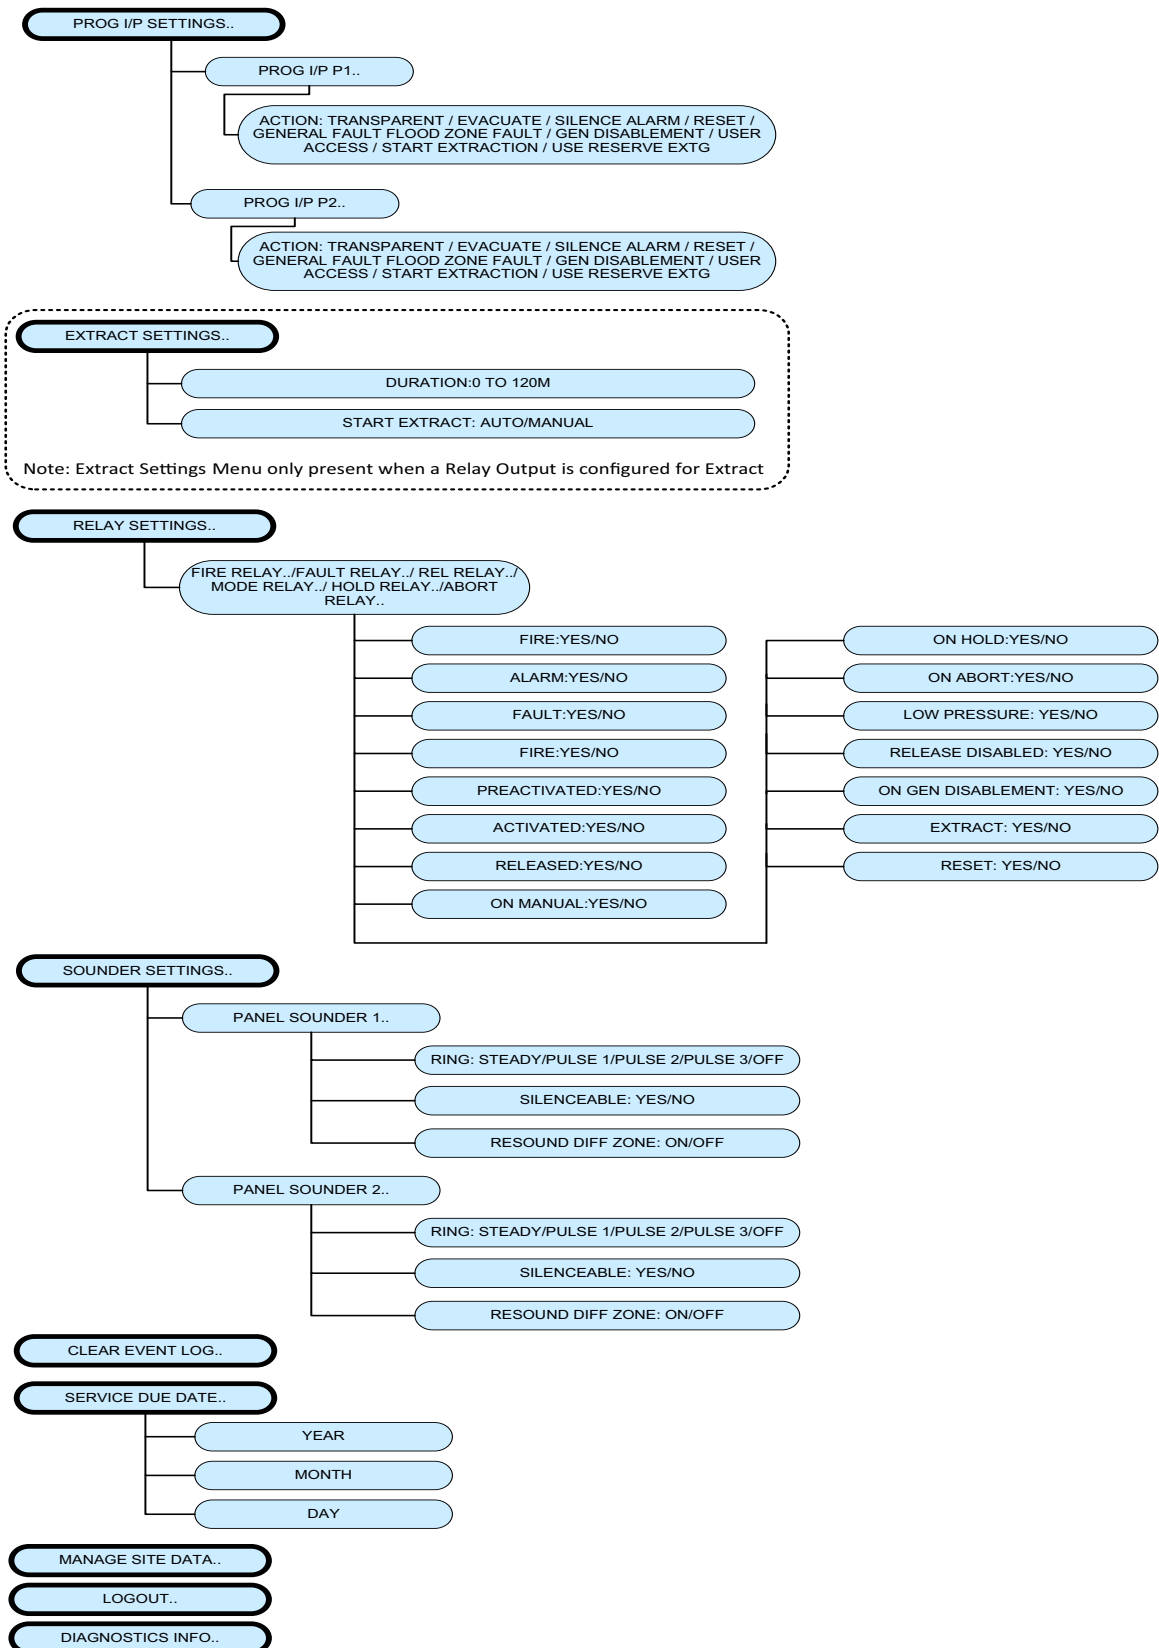 PROG I/P SETTINGS..
PROG I/P P1..
ACTION: TRANSPARENT / EVACUATE / SILENCE ALARM / RESET /
GENERAL FAULT FLOOD ZONE FAULT / GEN DISABLEMENT / USER
ACCESS / START EXTRACTION / USE RESERVE EXTG
PROG I/P P2..
ACTION: TRANSPARENT / EVACUATE / SILENCE ALARM / RESET /
GENERAL FAULT FLOOD ZONE FAULT / GEN DISABLEMENT / USER
ACCESS / START EXTRACTION / USE RESERVE EXTG
EXTRACT SETTINGS..
DURATION:0 TO 120M
START EXTRACT: AUTO/MANUAL
Note: Extract Settings Menu only present when a Relay Output is configured for Extract
RELAY SETTINGS..
FIRE RELAY../FAULT RELAY../ REL RELAY../
MODE RELAY../ HOLD RELAY../ABORT
RELAY..
FIRE:YES/NO
ALARM:YES/NO
FAULT:YES/NO
FIRE:YES/NO
PREACTIVATED:YES/NO
ACTIVATED:YES/NO
RELEASED:YES/NO
ON MANUAL:YES/NO
ON HOLD:YES/NO
ON ABORT:YES/NO
LOW PRESSURE: YES/NO
RELEASE DISABLED: YES/NO
ON GEN DISABLEMENT: YES/NO
EXTRACT: YES/NO
RESET: YES/NO
SOUNDER SETTINGS..
PANEL SOUNDER 1..
RING: STEADY/PULSE 1/PULSE 2/PULSE 3/OFF
SILENCEABLE: YES/NO
RESOUND DIFF ZONE: ON/OFF
PANEL SOUNDER 2..
RING: STEADY/PULSE 1/PULSE 2/PULSE 3/OFF
SILENCEABLE: YES/NO
RESOUND DIFF ZONE: ON/OFF
CLEAR EVENT LOG..
SERVICE DUE DATE..
YEAR
MONTH
DAY
MANAGE SITE DATA..
LOGOUT..
DIAGNOSTICS INFO..